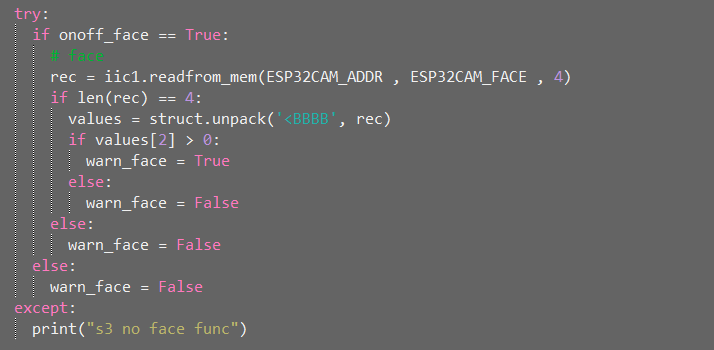 try:
  if onoff_face == True:
    # face
    rec = iic1.readfrom_mem(ESP32CAM_ADDR , ESP32CAM_FACE , 4)
    if len(rec) == 4:
      values = struct.unpack('<BBBB', rec)
      if values[2] > 0:
        warn_face = True
      else:
        warn_face = False
    else:
      warn_face = False
  else:
    warn_face = False
except:
  print("s3 no face func")